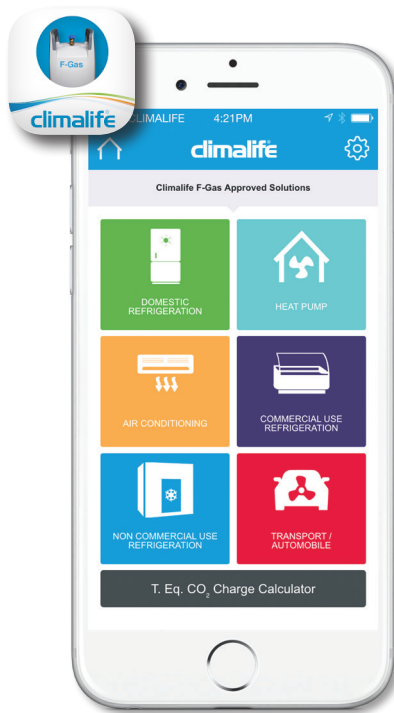 F-Gas
climalife
CLIMALIFE 4:21PM
climalife
Climalife F-Gas Approved Solutions
DOMESTIC
REFRIGERATION
HEAT PUMP
AIR CONDITIONING
COMMERCIAL USE
REFRIGERATION
NON COMMERCIAL USE
REFRIGERATION
TRANSPORT /
AUTOMOBILE
T. Eq. CO₂ Charge Calculator